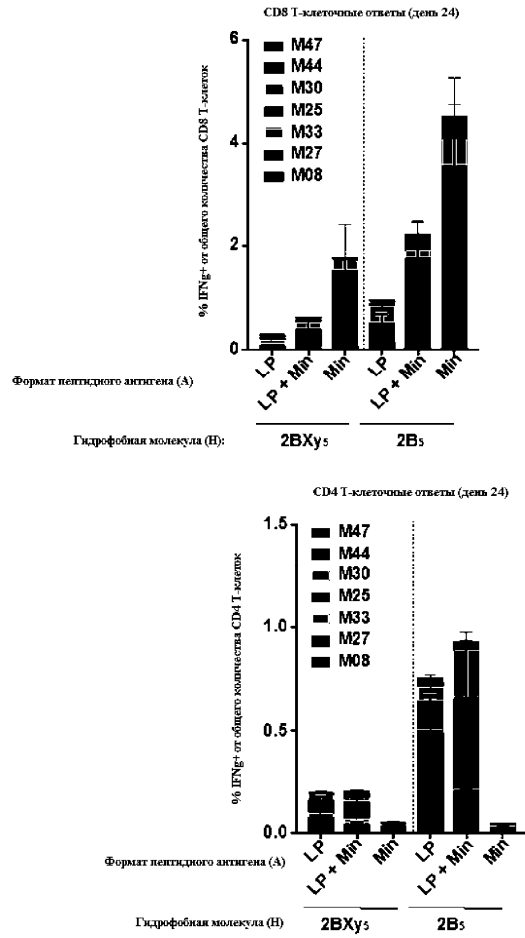 CD8 Т-клеточные ответы (день 24)
% IFNg+ от общего количества CD8 Т-клеток
6
4
2
0
M47
M44
M30
M25
M33
M27
M08
LP
LP + Min
Min
LP
LP + Min
Min
Формат пептидного антигена (A)
Гидрофобная молекула (H):
2BXy5
2B5
CD4 Т-клеточные ответы (день 24)
% IFNg+ от общего количества CD4 Т-клеток
1.5
1.0
0.5
0.0
M47
M44
M30
M25
M33
M27
M08
LP
LP + Min
Min
LP
LP + Min
Min
Формат пептидного антигена (A)
Гидрофобная молекула (H)
2BXy5
2B5